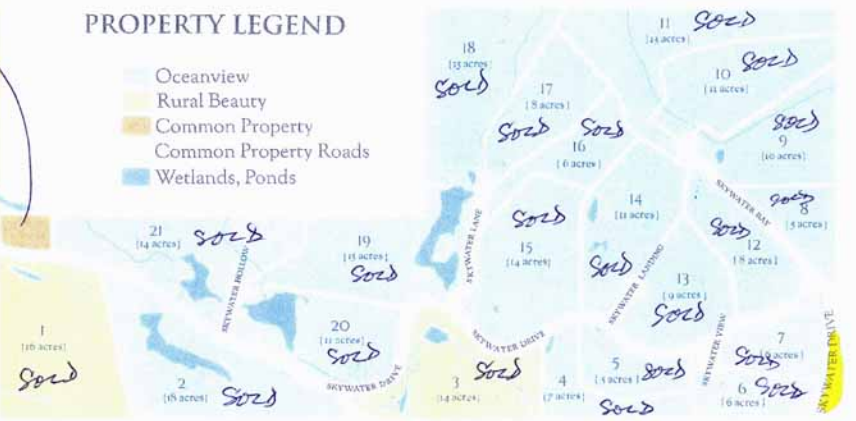 PROPERTY LEGEND
Oceanview
Rural Beauty
Common Property
Common Property Roads
Wetlands, Ponds
11
SOLD
[13 acres]
18
[15 acres]
SOLD
10
SOLD
[11 acres]
17
[8 acres]
SOLD
SOLD
16
[6 acres]
SOLD
9
[10 acres]
SKYWATER BAY
SOLD
8
[5 acres]
14
[11 acres]
SOLD
SOLD
15
[14 acres]
SKYWATER LANE
SOLD
12
[8 acres]
21
[14 acres]
SOLD
SKYWATER HOLLOW
19
[15 acres]
SOLD
SOLD
SKYWATER LANDING
13
[9 acres]
SOLD
1
[16 acres]
SOLD
20
[11 acres]
SOLD
SKYWATER DRIVE
SKYWATER DRIVE
2
[18 acres]
SOLD
3
SOLD
[14 acres]
4
[7 acres]
5
acres]
SOLD
SOLD
SKYWATER VIEW
7
SOLD
acres]
6
SOLD
[6 acres]
SKYWATER DRIVE